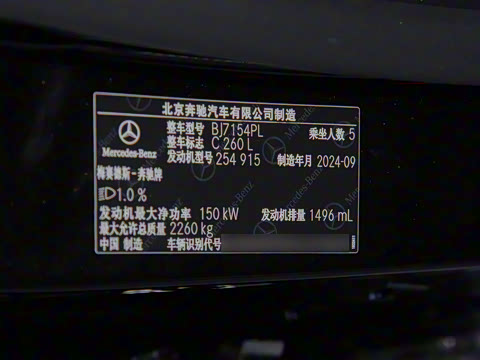 北京奔驰汽车有限公司制造
整车型号 BJ7154PL 乘坐人数 5
整车标志 C 260 L
Mercedes-Benz
发动机型号 254 915 制造年月 2024-09
梅赛德斯-奔驰牌
1.0 %
发动机最大净功率 150 kW 发动机排量 1496 mL
最大允许总质量 2260 kg
中国 制造 车辆识别代号